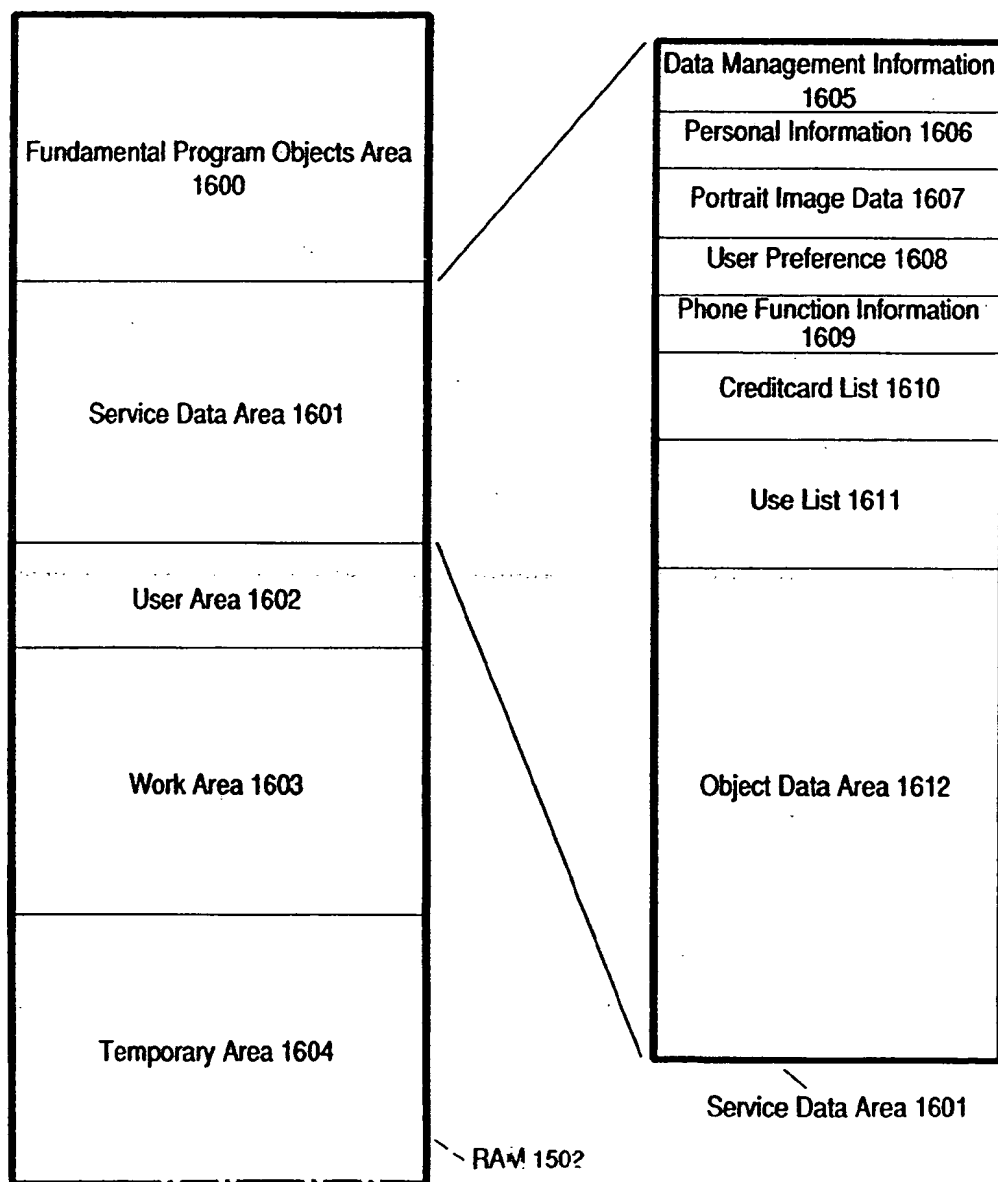 Fundamental Program Objects Area
1600
Service Data Area 1601
User Area 1602
Work Area 1603
Temporary Area 1604
RAM 1502
Data Management Information
1605
Personal Information 1606
Portrait Image Data 1607
User Preference 1608
Phone Function Information
1609
Creditcard List 1610
Use List 1611
Object Data Area 1612
Service Data Area 1601